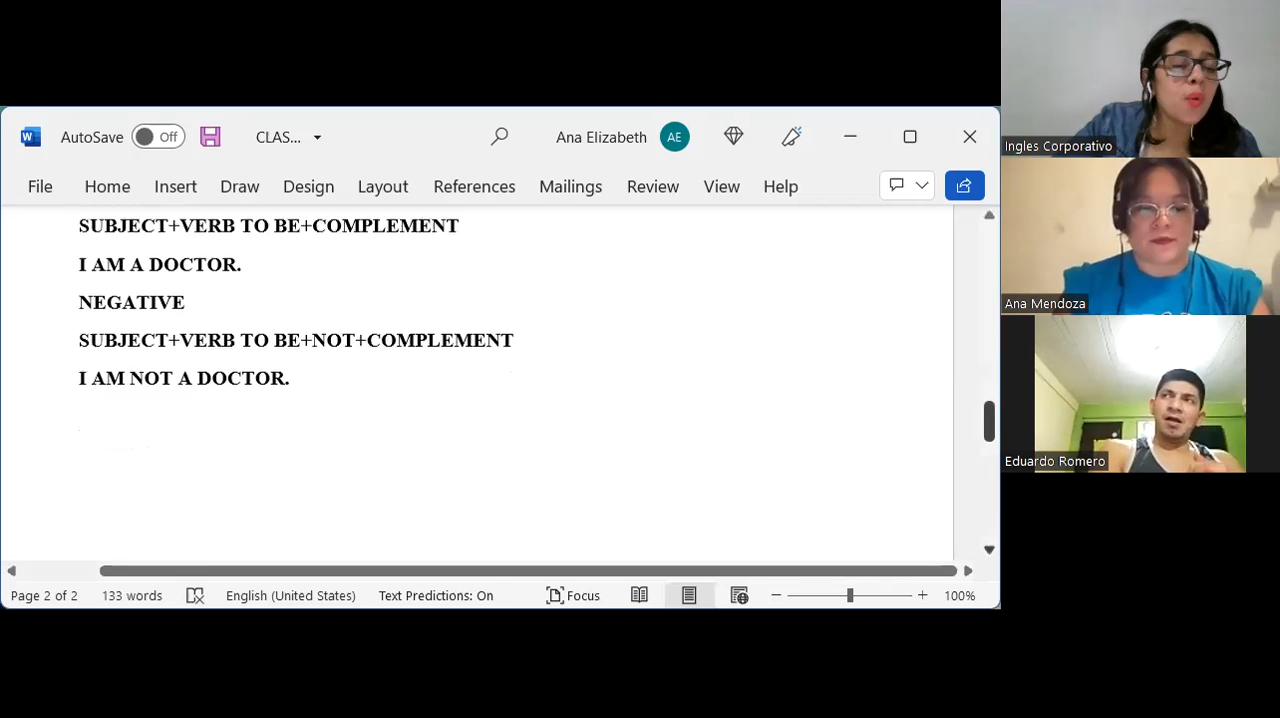 AutoSave Off CLAS... Ana Elizabeth AE
File Home Insert Draw Design Layout References Mailings Review View Help
SUBJECT+VERB TO BE+COMPLEMENT
I AM A DOCTOR.
NEGATIVE
SUBJECT+VERB TO BE+NOT+COMPLEMENT
I AM NOT A DOCTOR.
Page 2 of 2 133 words English (United States) Text Predictions: On Focus 100%
Ingles Corporativo
Ana Mendoza
Eduardo Romero